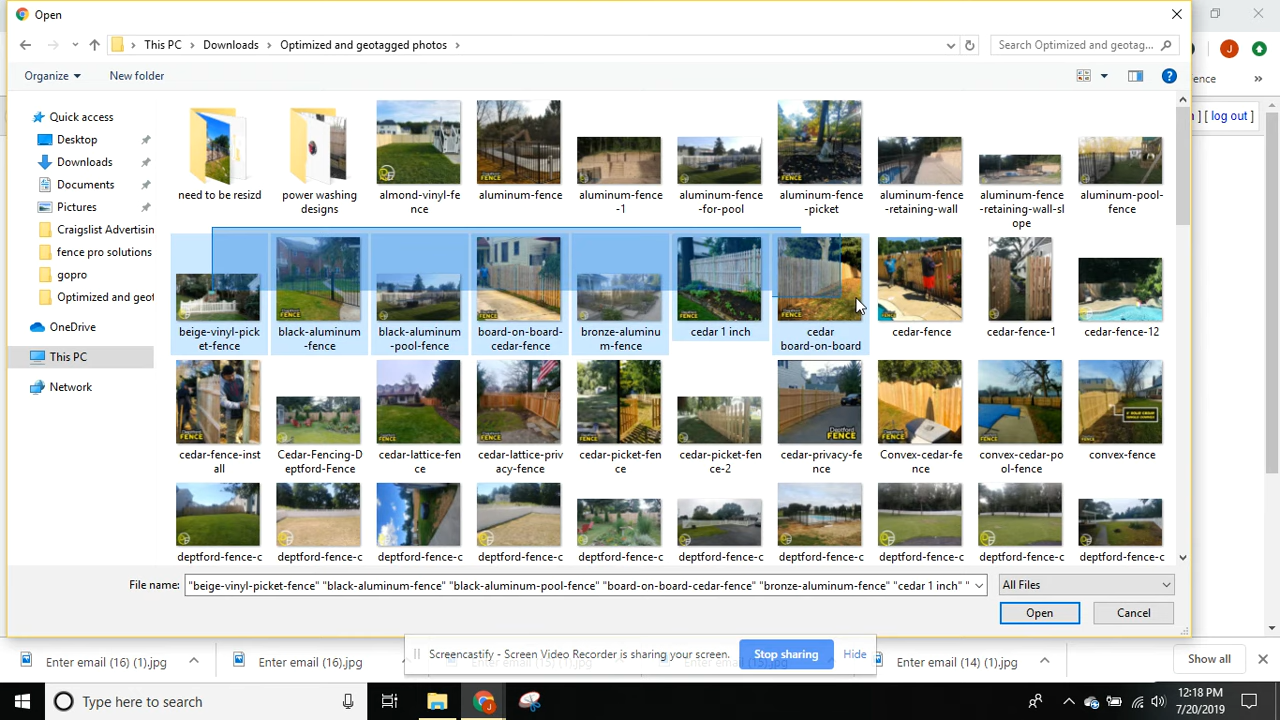 Open
This PC > Downloads > Optimized and geotagged photos >
Search Optimized and geotag...
J
ence
»
Organize
New folder
?
] [ log out ]
Quick access
Desktop
Downloads
Documents
Pictures
Craigslist Advertisin
fence pro solutions
gopro
Optimized and geot
OneDrive
This PC
Network
need to be resizd
power washing designs
almond-vinyl-fence
aluminum-fence
aluminum-fence-1
aluminum-fence-for-pool
aluminum-fence-picket
aluminum-fence-retaining-wall
aluminum-fence-retaining-wall-slope
aluminum-pool-fence
beige-vinyl-picket-fence
black-aluminum-fence
black-aluminum-pool-fence
board-on-board-cedar-fence
bronze-aluminum-fence
cedar 1 inch
cedar board-on-board
cedar-fence
cedar-fence-1
cedar-fence-12
cedar-fence-install
Cedar-Fencing-Deptford-Fence
cedar-lattice-fence
cedar-lattice-privacy-fence
cedar-picket-fence
cedar-picket-fence-2
cedar-privacy-fence
Convex-cedar-fence
convex-cedar-pool-fence
convex-fence
deptford-fence-c
deptford-fence-c
deptford-fence-c
deptford-fence-c
deptford-fence-c
deptford-fence-c
deptford-fence-c
deptford-fence-c
deptford-fence-c
deptford-fence-c
File name:
"beige-vinyl-picket-fence" "black-aluminum-fence" "black-aluminum-pool-fence" "board-on-board-cedar-fence" "bronze-aluminum-fence" "cedar 1 inch" "
All Files
Open
Cancel
Screencastify - Screen Video Recorder is sharing your screen.
Stop sharing
Hide
Enter email (16) (1).jpg
Enter email (16).jpg
Enter email (14) (1).jpg
Show all
Type here to search
12:18 PM
7/20/2019